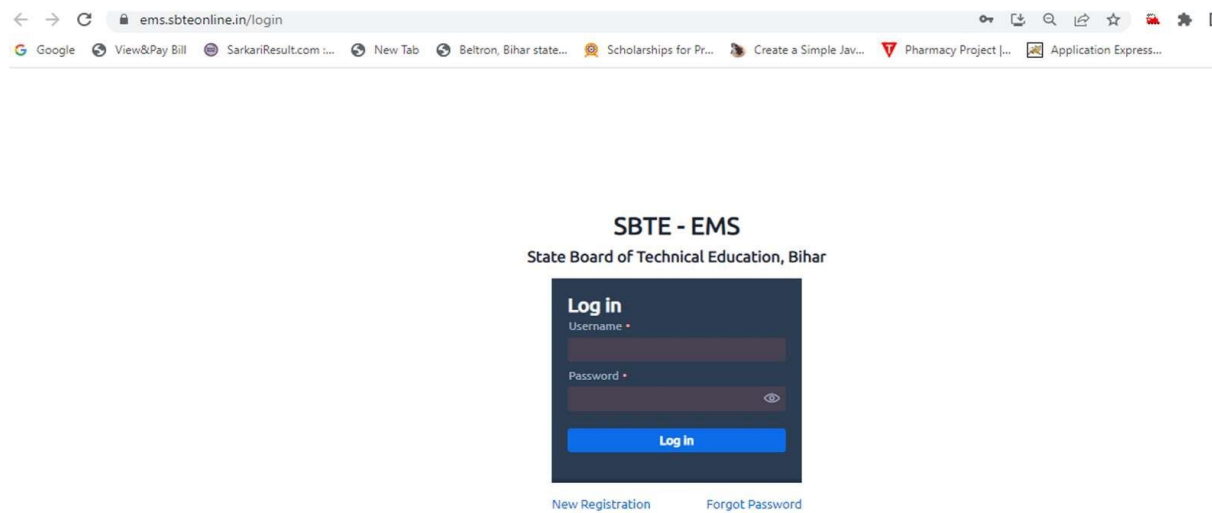 ems.sbteonline.in/login
Google View&Pay Bill SarkariResult.com :... New Tab Beltron, Bihar state... Scholarships for Pr... Create a Simple Jav... Pharmacy Project |... Application Express...
SBTE - EMS
State Board of Technical Education, Bihar
Log in
Username •
Password •
Log in
New Registration Forgot Password